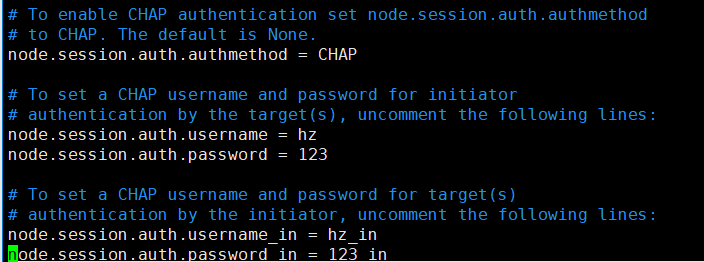 # To enable CHAP authentication set node.session.auth.authmethod
# to CHAP. The default is None.
node.session.auth.authmethod = CHAP
# To set a CHAP username and password for initiator
# authentication by the target(s), uncomment the following lines:
node.session.auth.username = hz
node.session.auth.password = 123
# To set a CHAP username and password for target(s)
# authentication by the initiator, uncomment the following lines:
node.session.auth.username_in = hz_in
node.session.auth.password_in = 123_in